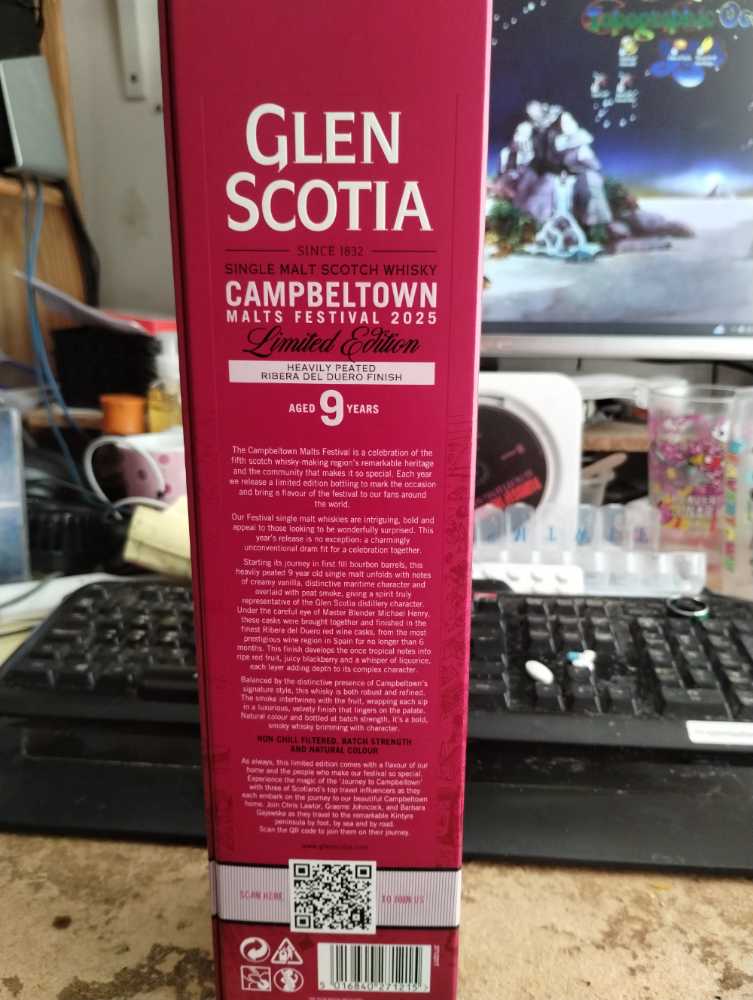 GLEN
SCOTIA
SINCE 1832
SINGLE MALT SCOTCH WHISKY
CAMPBELTOWN
MALTS FESTIVAL 2025
Limited Edition
HEAVILY PEATED
RIBERA DEL DUERO FINISH
AGED 9 YEARS
The Campbeltown Malts Festival is a celebration of the
fifth scotch whisky-making region's remarkable heritage
and the community that makes it so special. Each year
we release a limited edition bottling to mark the occasion
and bring a flavour of the festival to our fans around
the world.
Our Festival single malt whiskies are intriguing, bold and
appeal to those looking to be wonderfully surprised. This
year's release is no exception: a charmingly
unconventional dram fit for a celebration together.
Starting its journey in first fill bourbon barrels, this
heavily peated 9 year old single malt unfolds with notes
of creamy vanilla, distinctive maritime character and
overlaid with peat smoke, giving a spirit truly
representative of the Glen Scotia distillery character.
Under the careful eye of Master Blender Michael Henry,
these casks were brought together and finished in the
finest Ribera del Duero red wine casks, from the most
prestigious wine region in Spain for no longer than 6
months. This finish develops the once tropical notes into
ripe red fruit, juicy blackberry and a whisper of liquorice,
each layer adding depth to its complex character.
Balanced by the distinctive presence of Campbeltown's
signature style, this whisky is both robust and refined.
The smoke intertwines with the fruit, wrapping each sip
in a luxurious, velvety finish that lingers on the palate.
Natural colour and bottled at batch strength. It's a bold,
smoky whisky brimming with character.
NON CHILL FILTERED, BATCH STRENGTH
AND NATURAL COLOUR
As always, this limited edition comes with a flavour of our
home and the people who make our festival so special.
Experience the magic of the 'Journey to Campbeltown'
with three of Scotland's top travel influencers as they
each embark on the journey to our beautiful Campbeltown
home. Join Chris Lawlor, Graeme Johncock, and Barbara
Gajewska as they travel to the remarkable Kintyre
peninsula by foot, by sea and by road.
Scan the QR code to join them on their journey.
www.glenscotia.com
SCAN HERE TO JOIN US
5 016840 271215 >
Topographic Oc